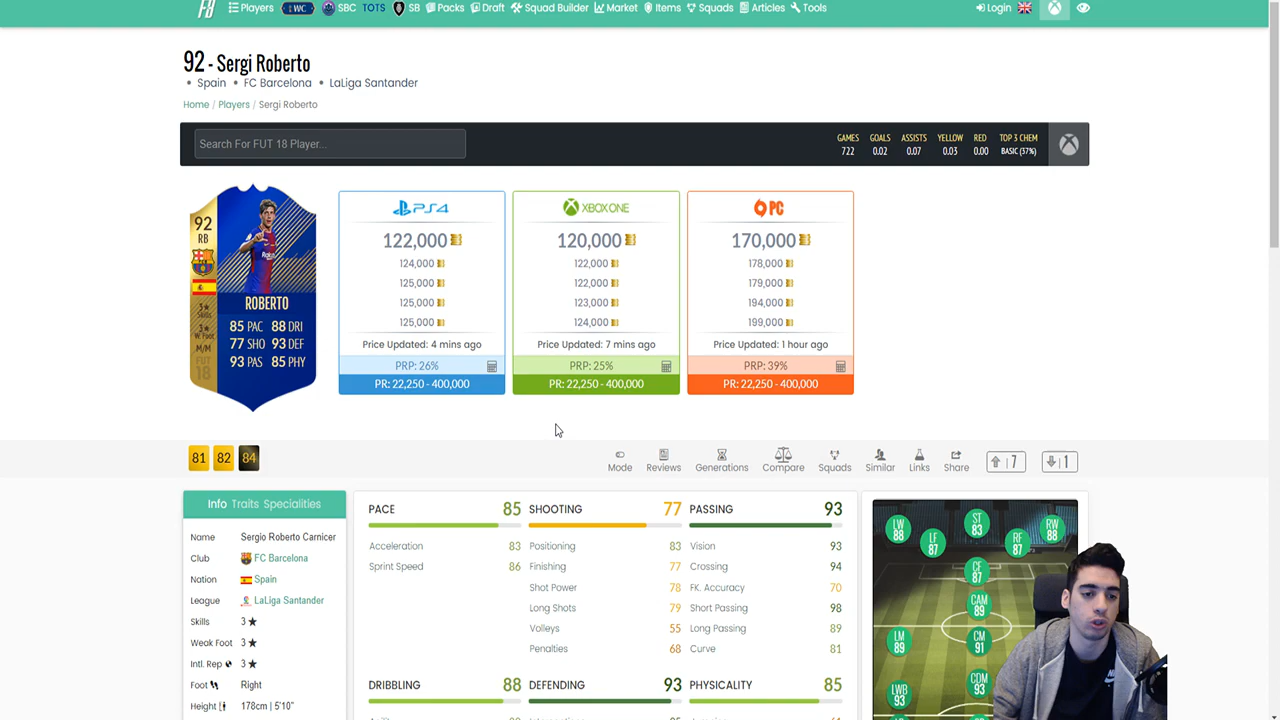 F8 Players WC SBC TOTS SB Packs Draft Squad Builder Market Items Squads Articles Tools Login
92 - Sergi Roberto
• Spain • FC Barcelona • LaLiga Santander
Home / Players / Sergi Roberto
Search For FUT 18 Player...
GAMES GOALS ASSISTS YELLOW RED TOP 3 CHEM
722 0.02 0.07 0.03 0.00 BASIC (37%)
92
RB
ROBERTO
85 PAC 88 DRI
77 SHO 93 DEF
93 PAS 85 PHY
3★
Skills
3★
W. Foot
M/M
FUT
18
PS4
122,000
124,000
125,000
125,000
125,000
Price Updated: 4 mins ago
PRP: 26%
PR: 22,250 - 400,000
XBOX ONE
120,000
122,000
122,000
123,000
124,000
Price Updated: 7 mins ago
PRP: 25%
PR: 22,250 - 400,000
PC
170,000
178,000
179,000
194,000
199,000
Price Updated: 1 hour ago
PRP: 39%
PR: 22,250 - 400,000
81 82 84
Mode Reviews Generations Compare Squads Similar Links Share 7 1
Info Traits Specialities
Name Sergio Roberto Carnicer
Club FC Barcelona
Nation Spain
League LaLiga Santander
Skills 3 ★
Weak Foot 3 ★
Intl. Rep 3 ★
Foot Right
Height 178cm | 5'10"
PACE 85
Acceleration 83
Sprint Speed 86
SHOOTING 77
Positioning 83
Finishing 77
Shot Power 78
Long Shots 79
Volleys 55
Penalties 68
PASSING 93
Vision 93
Crossing 94
FK. Accuracy 70
Short Passing 98
Long Passing 89
Curve 81
DRIBBLING 88
DEFENDING 93
PHYSICALITY 85
LW
88
LF
87
ST
83
RF
87
RW
88
CF
87
CAM
89
LM
89
CM
91
LWB
93
CDM
93